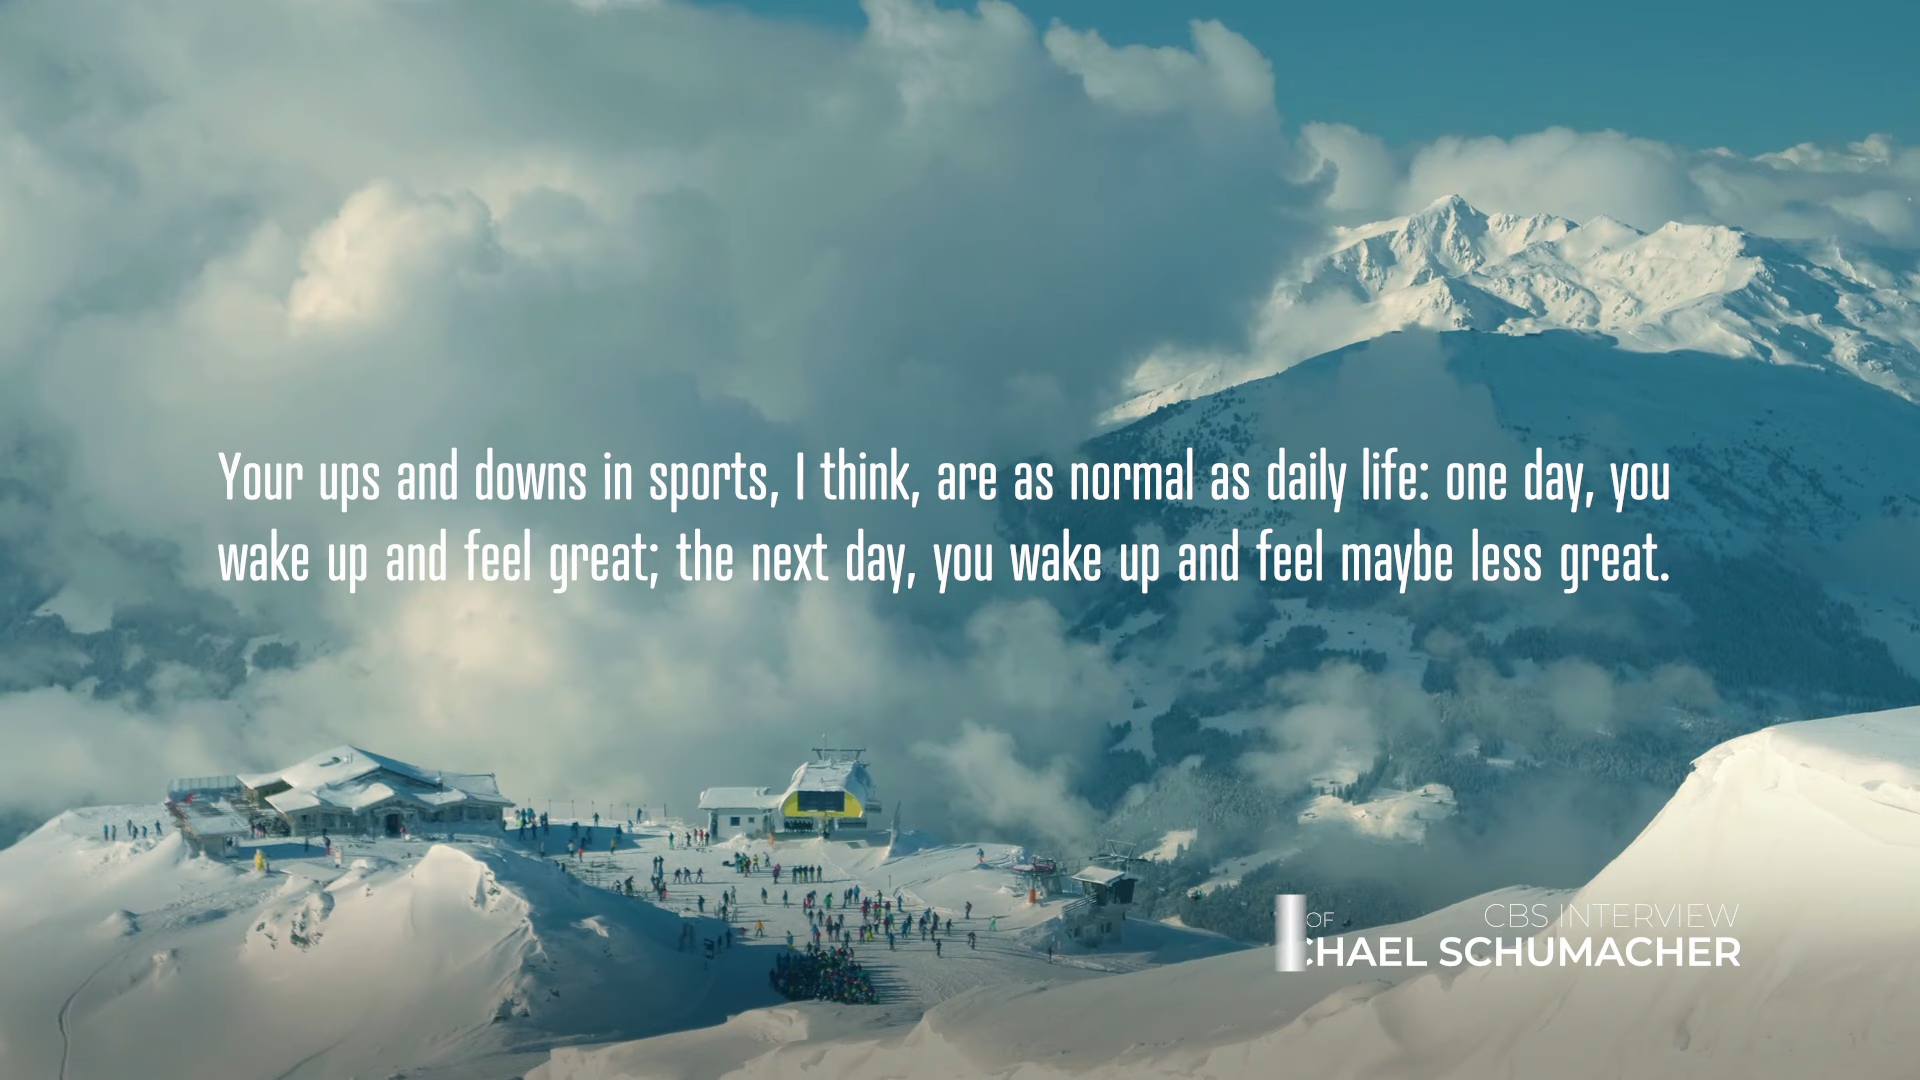 Your ups and downs in sports, I think, are as normal as daily life: one day, you
wake up and feel great; the next day, you wake up and feel maybe less great.
OF CBS INTERVIEW
CHAEL SCHUMACHER